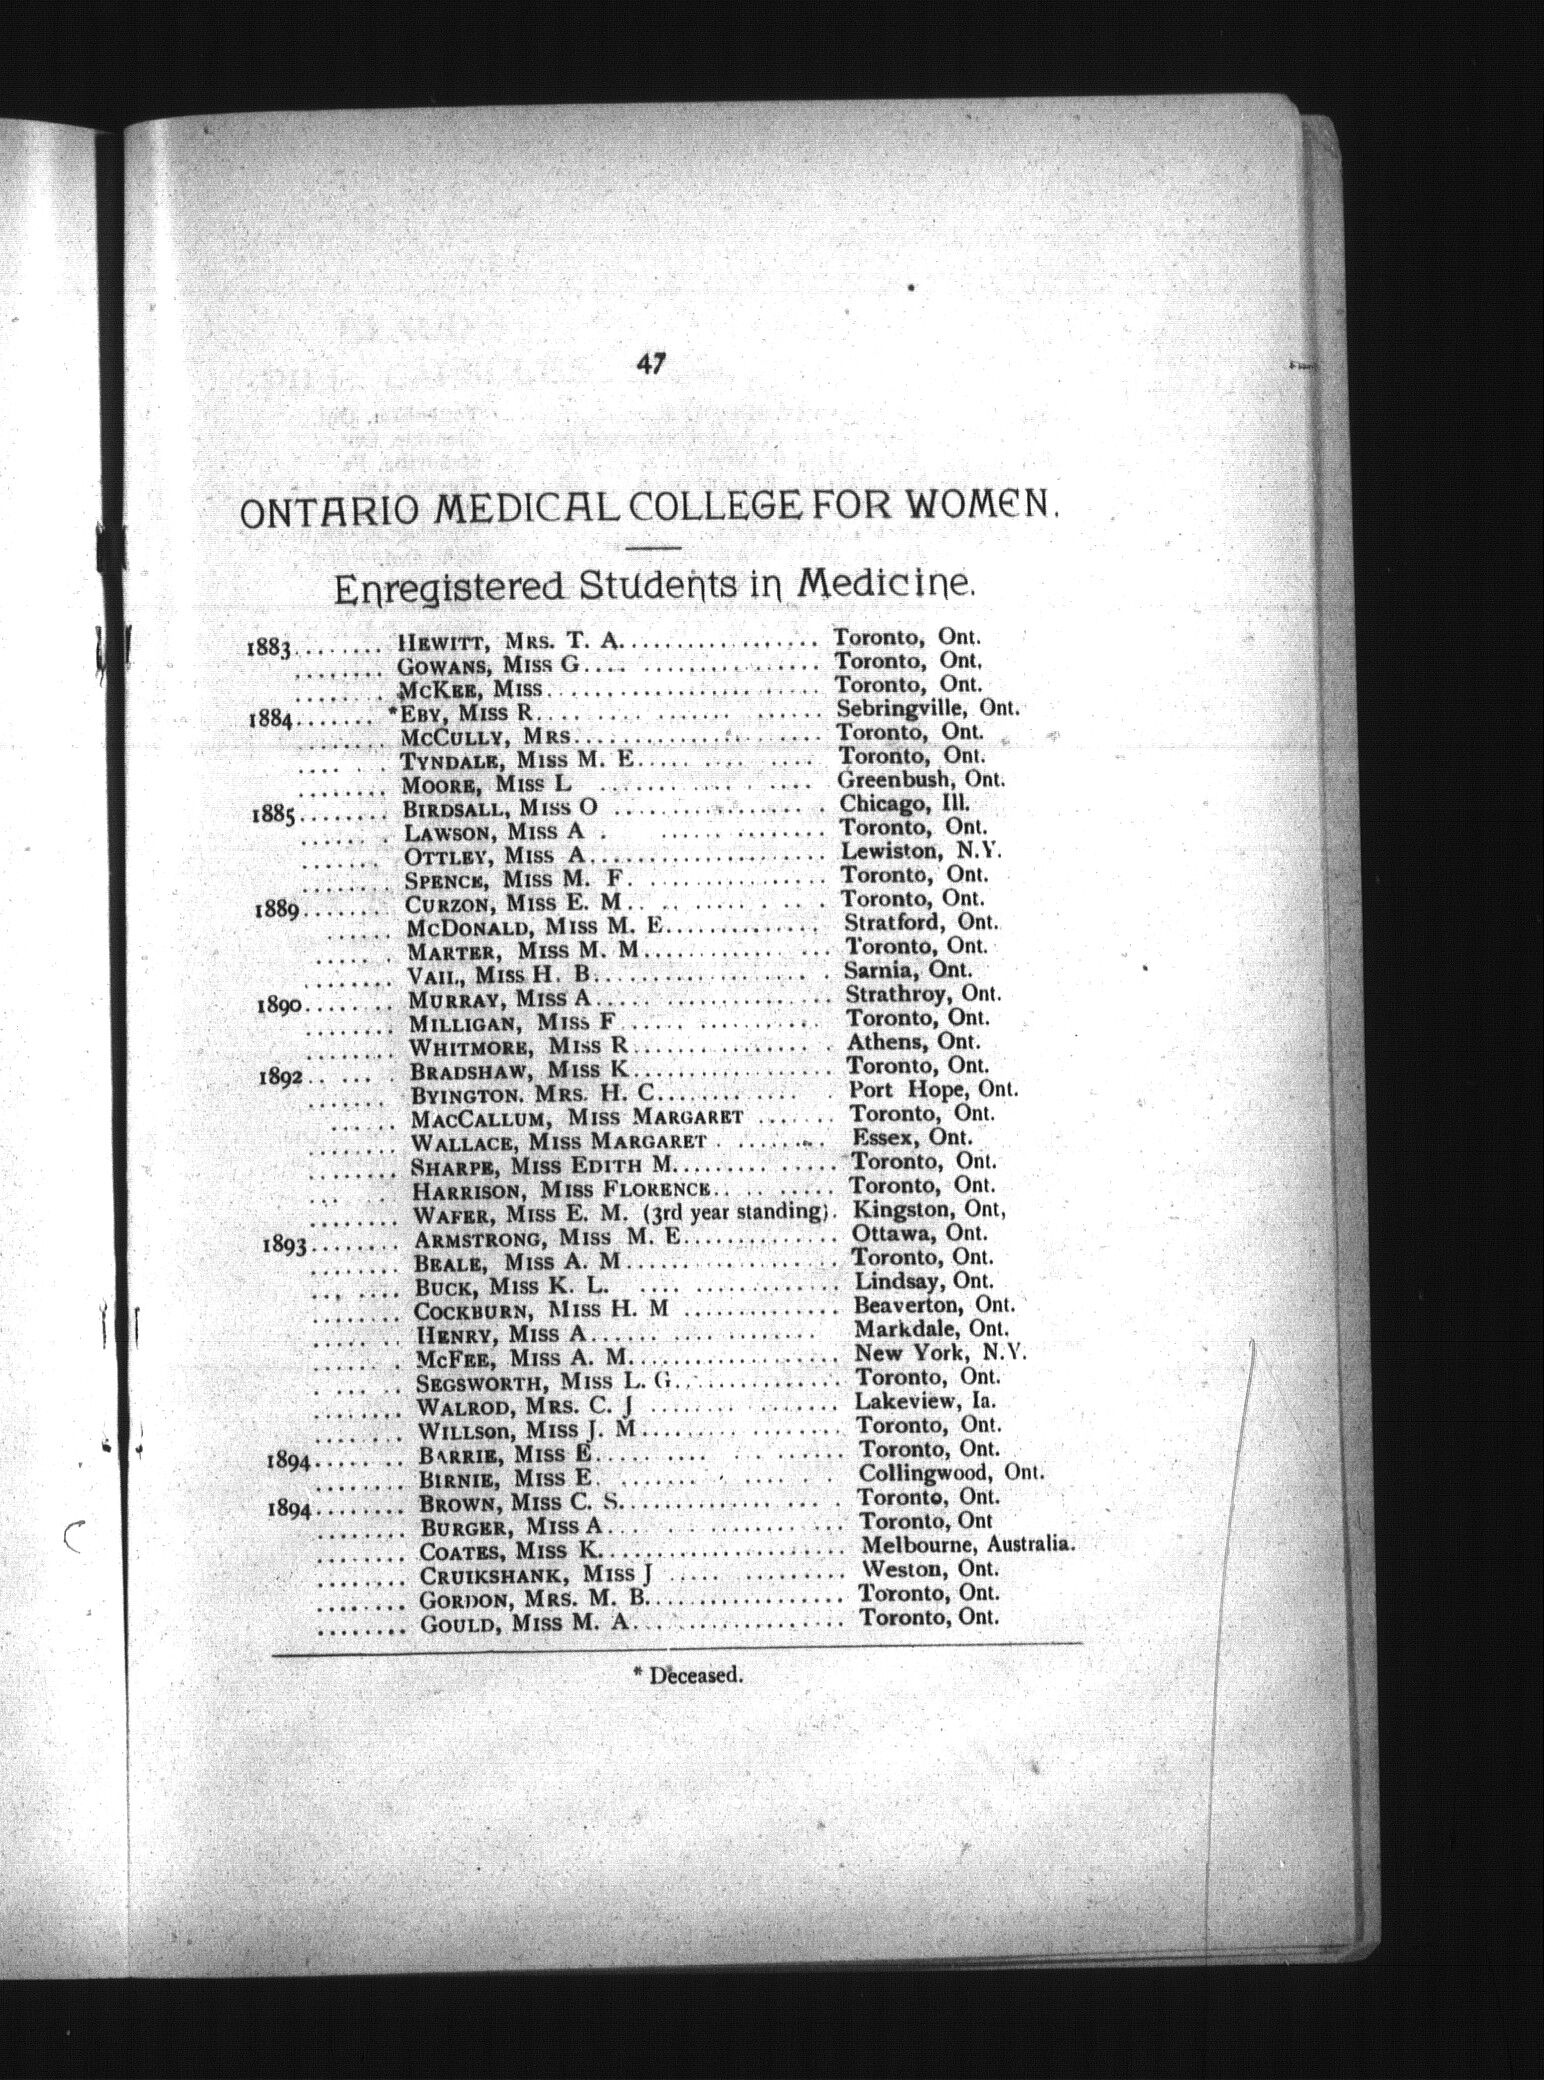 47
ONTARIO MEDICAL COLLEGE FOR WOMEN.
Enregistered Students in Medicine.
1883........ HEWITT, MRS. T. A.................. Toronto, Ont.
........ GOWANS, MISS G.... .................. Toronto, Ont.
........ MCKEE, MISS........................... Toronto, Ont.
1884....... *EBY, MISS R.... .... ....... ...... Sebringville, Ont.
........ MCCULLY, MRS......................... Toronto, Ont.
.... .. . TYNDALE, MISS M. E..... .... .... Toronto, Ont.
........ MOORE, MISS L ............. . .... Greenbush, Ont.
1885........ BIRDSALL, MISS O .................. . Chicago, Ill.
...... . LAWSON, MISS A . ...... ......... Toronto, Ont.
....... OTTLEY, MISS A....................... Lewiston, N.Y.
........ SPENCE, MISS M. F. ................. Toronto, Ont.
1889....... CURZON, MISS E. M.. .. ........ . . . Toronto, Ont.
...... MCDONALD, MISS M. E.............. Stratford, Ont.
..... . MARTER, MISS M. M............. ... Toronto, Ont.
........ VAIL, MISS H. B.................... . . Sarnia, Ont.
1890........ MURRAY, MISS A..... ................ Strathroy, Ont.
........ MILLIGAN, MISS F ..... ........... Toronto, Ont.
........ WHITMORE, MISS R................ . Athens, Ont.
1892.. ... . . BRADSHAW, MISS K.................. Toronto, Ont.
....... BYINGTON. MRS. H. C.......... .... . Port Hope, Ont.
...... MACCALLUM, MISS MARGARET ....... Toronto, Ont.
........ WALLACE, MISS MARGARET . ........ Essex, Ont.
........ SHARPE, MISS EDITH M......... ..... Toronto, Ont.
... . . HARRISON, MISS FLORENCE.. .. ..... Toronto, Ont.
........ WAFER, MISS E. M. (3rd year standing). Kingston, Ont,
1893........ ARMSTRONG, MISS M. E.............. Ottawa, Ont.
........ BEALE, MISS A. M.................... Toronto, Ont.
... .... BUCK, MISS K. L. .... ............. Lindsay, Ont.
........ COCKBURN, MISS H. M .............. Beaverton, Ont.
...... .. HENRY, MISS A...... .... ........ Markdale, Ont.
...... . MCFEE, MISS A. M................... New York, N.Y.
. ... .. SEGSWORTH, MISS L. G............... Toronto, Ont.
........ WALROD, MRS. C. J ........ ........ Lakeview, Ia.
........ WILLSON, MISS J. M......... ........ Toronto, Ont.
1894...... .. BARRIE, MISS E..... .... . ...... Toronto, Ont.
........ BIRNIE, MISS E. ....... . .... . . Collingwood, Ont.
1894........ BROWN, MISS C. S............... ... . Toronto, Ont.
........ BURGER, MISS A.... . . ............. Toronto, Ont
........ COATES, MISS K....................... Melbourne, Australia.
........ CRUIKSHANK, MISS J ..... .......... Weston, Ont.
........ GORDON, MRS. M. B.................. Toronto, Ont.
........ GOULD, MISS M. A................... Toronto, Ont.
* Deceased.